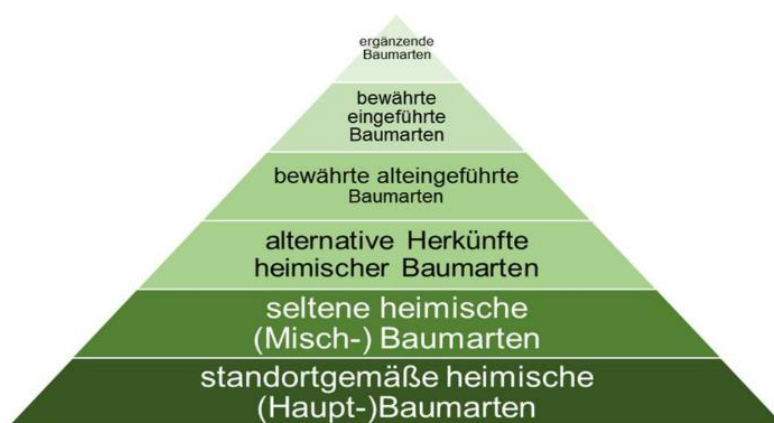 ergänzende
Baumarten
bewährte
eingeführte
Baumarten
bewährte alteingeführte
Baumarten
alternative Herkünfte
heimischer Baumarten
seltene heimische
(Misch-) Baumarten
standortgemäße heimische
(Haupt-)Baumarten